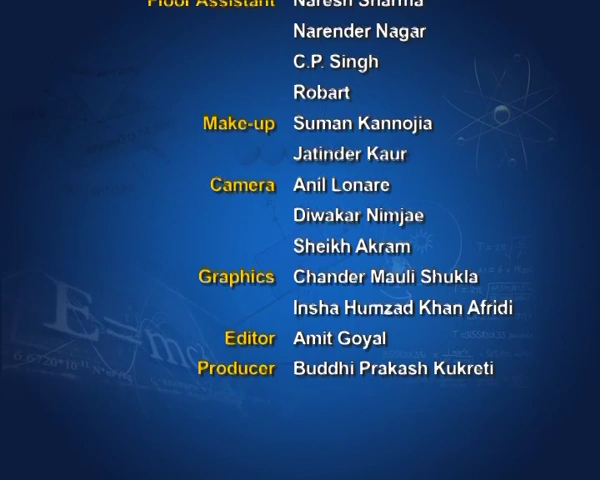 Floor Assistant Naresh Sharma
Narender Nagar
C.P. Singh
Robart
Make-up Suman Kannojia
Jatinder Kaur
Camera Anil Lonare
Diwakar Nimjae
Sheikh Akram
Graphics Chander Mauli Shukla
Insha Humzad Khan Afridi
Editor Amit Goyal
E=mc
Producer Buddhi Prakash Kukreti